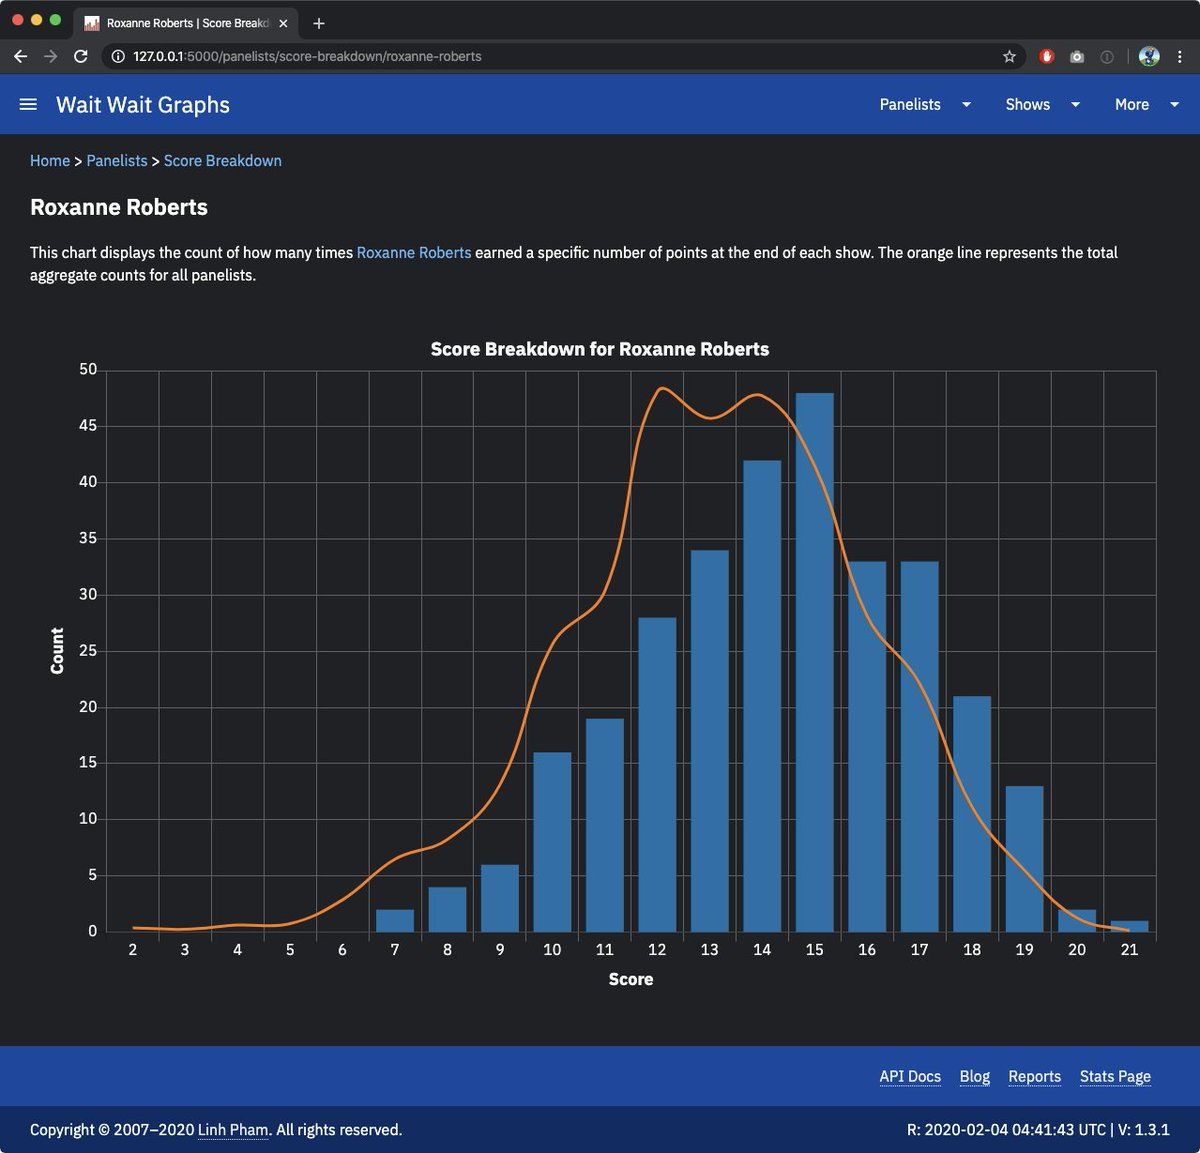 Roxanne Roberts | Score Breakd
127.0.0.1:5000/panelists/score-breakdown/roxanne-roberts
Wait Wait Graphs
Panelists
Shows
More
Home > Panelists > Score Breakdown
Roxanne Roberts
This chart displays the count of how many times Roxanne Roberts earned a specific number of points at the end of each show. The orange line represents the total
aggregate counts for all panelists.
Score Breakdown for Roxanne Roberts
50
45
40
35
30
25
20
15
10
5
0
Count
2 3 4 5 6 7 8 9 10 11 12 13 14 15 16 17 18 19 20 21
Score
API Docs Blog Reports Stats Page
Copyright © 2007–2020 Linh Pham. All rights reserved.
R: 2020-02-04 04:41:43 UTC | V: 1.3.1